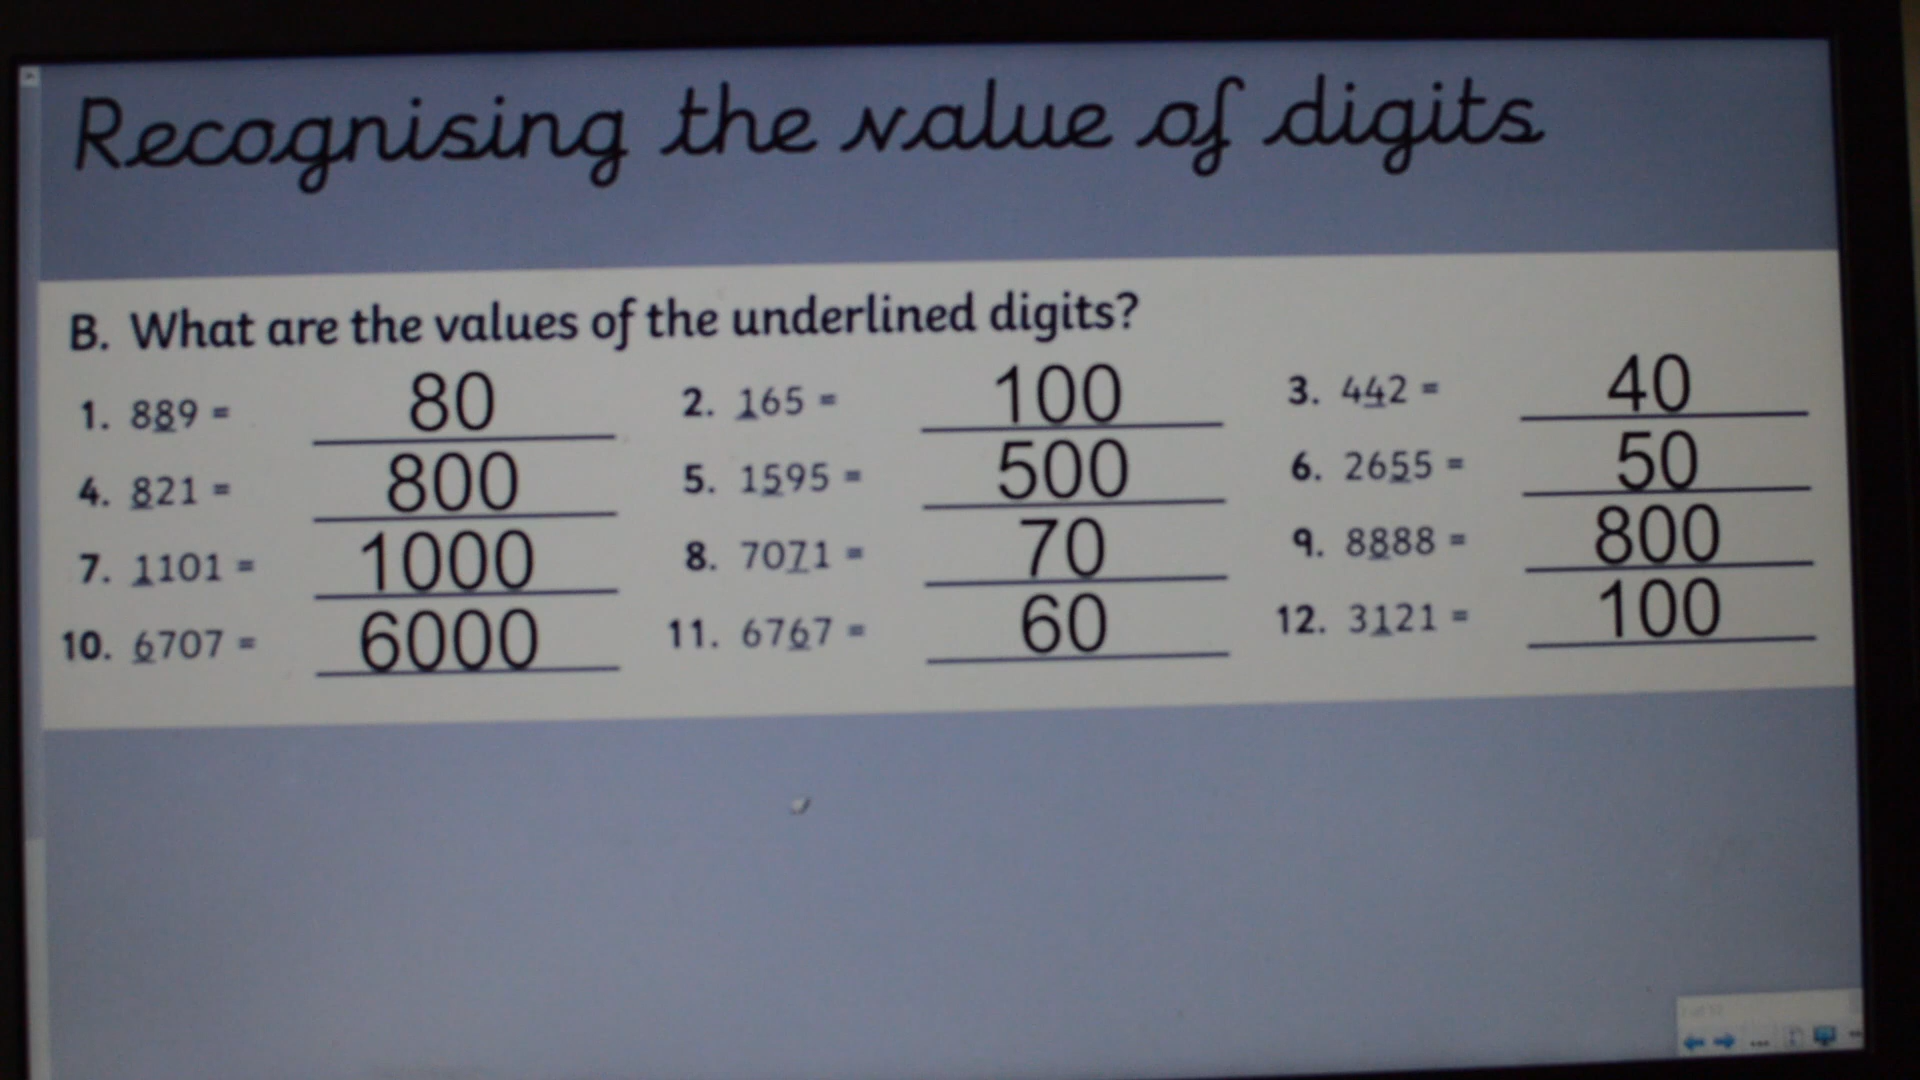 Recognising the value of digits
B. What are the values of the underlined digits?
1. 889 = 80 2. 165 = 100 3. 442 = 40
4. 821 = 800 5. 1595 = 500 6. 2655 = 50
7. 1101 = 1000 8. 7071 = 70 9. 8888 = 800
10. 6707 = 6000 11. 6767 = 60 12. 3121 = 100